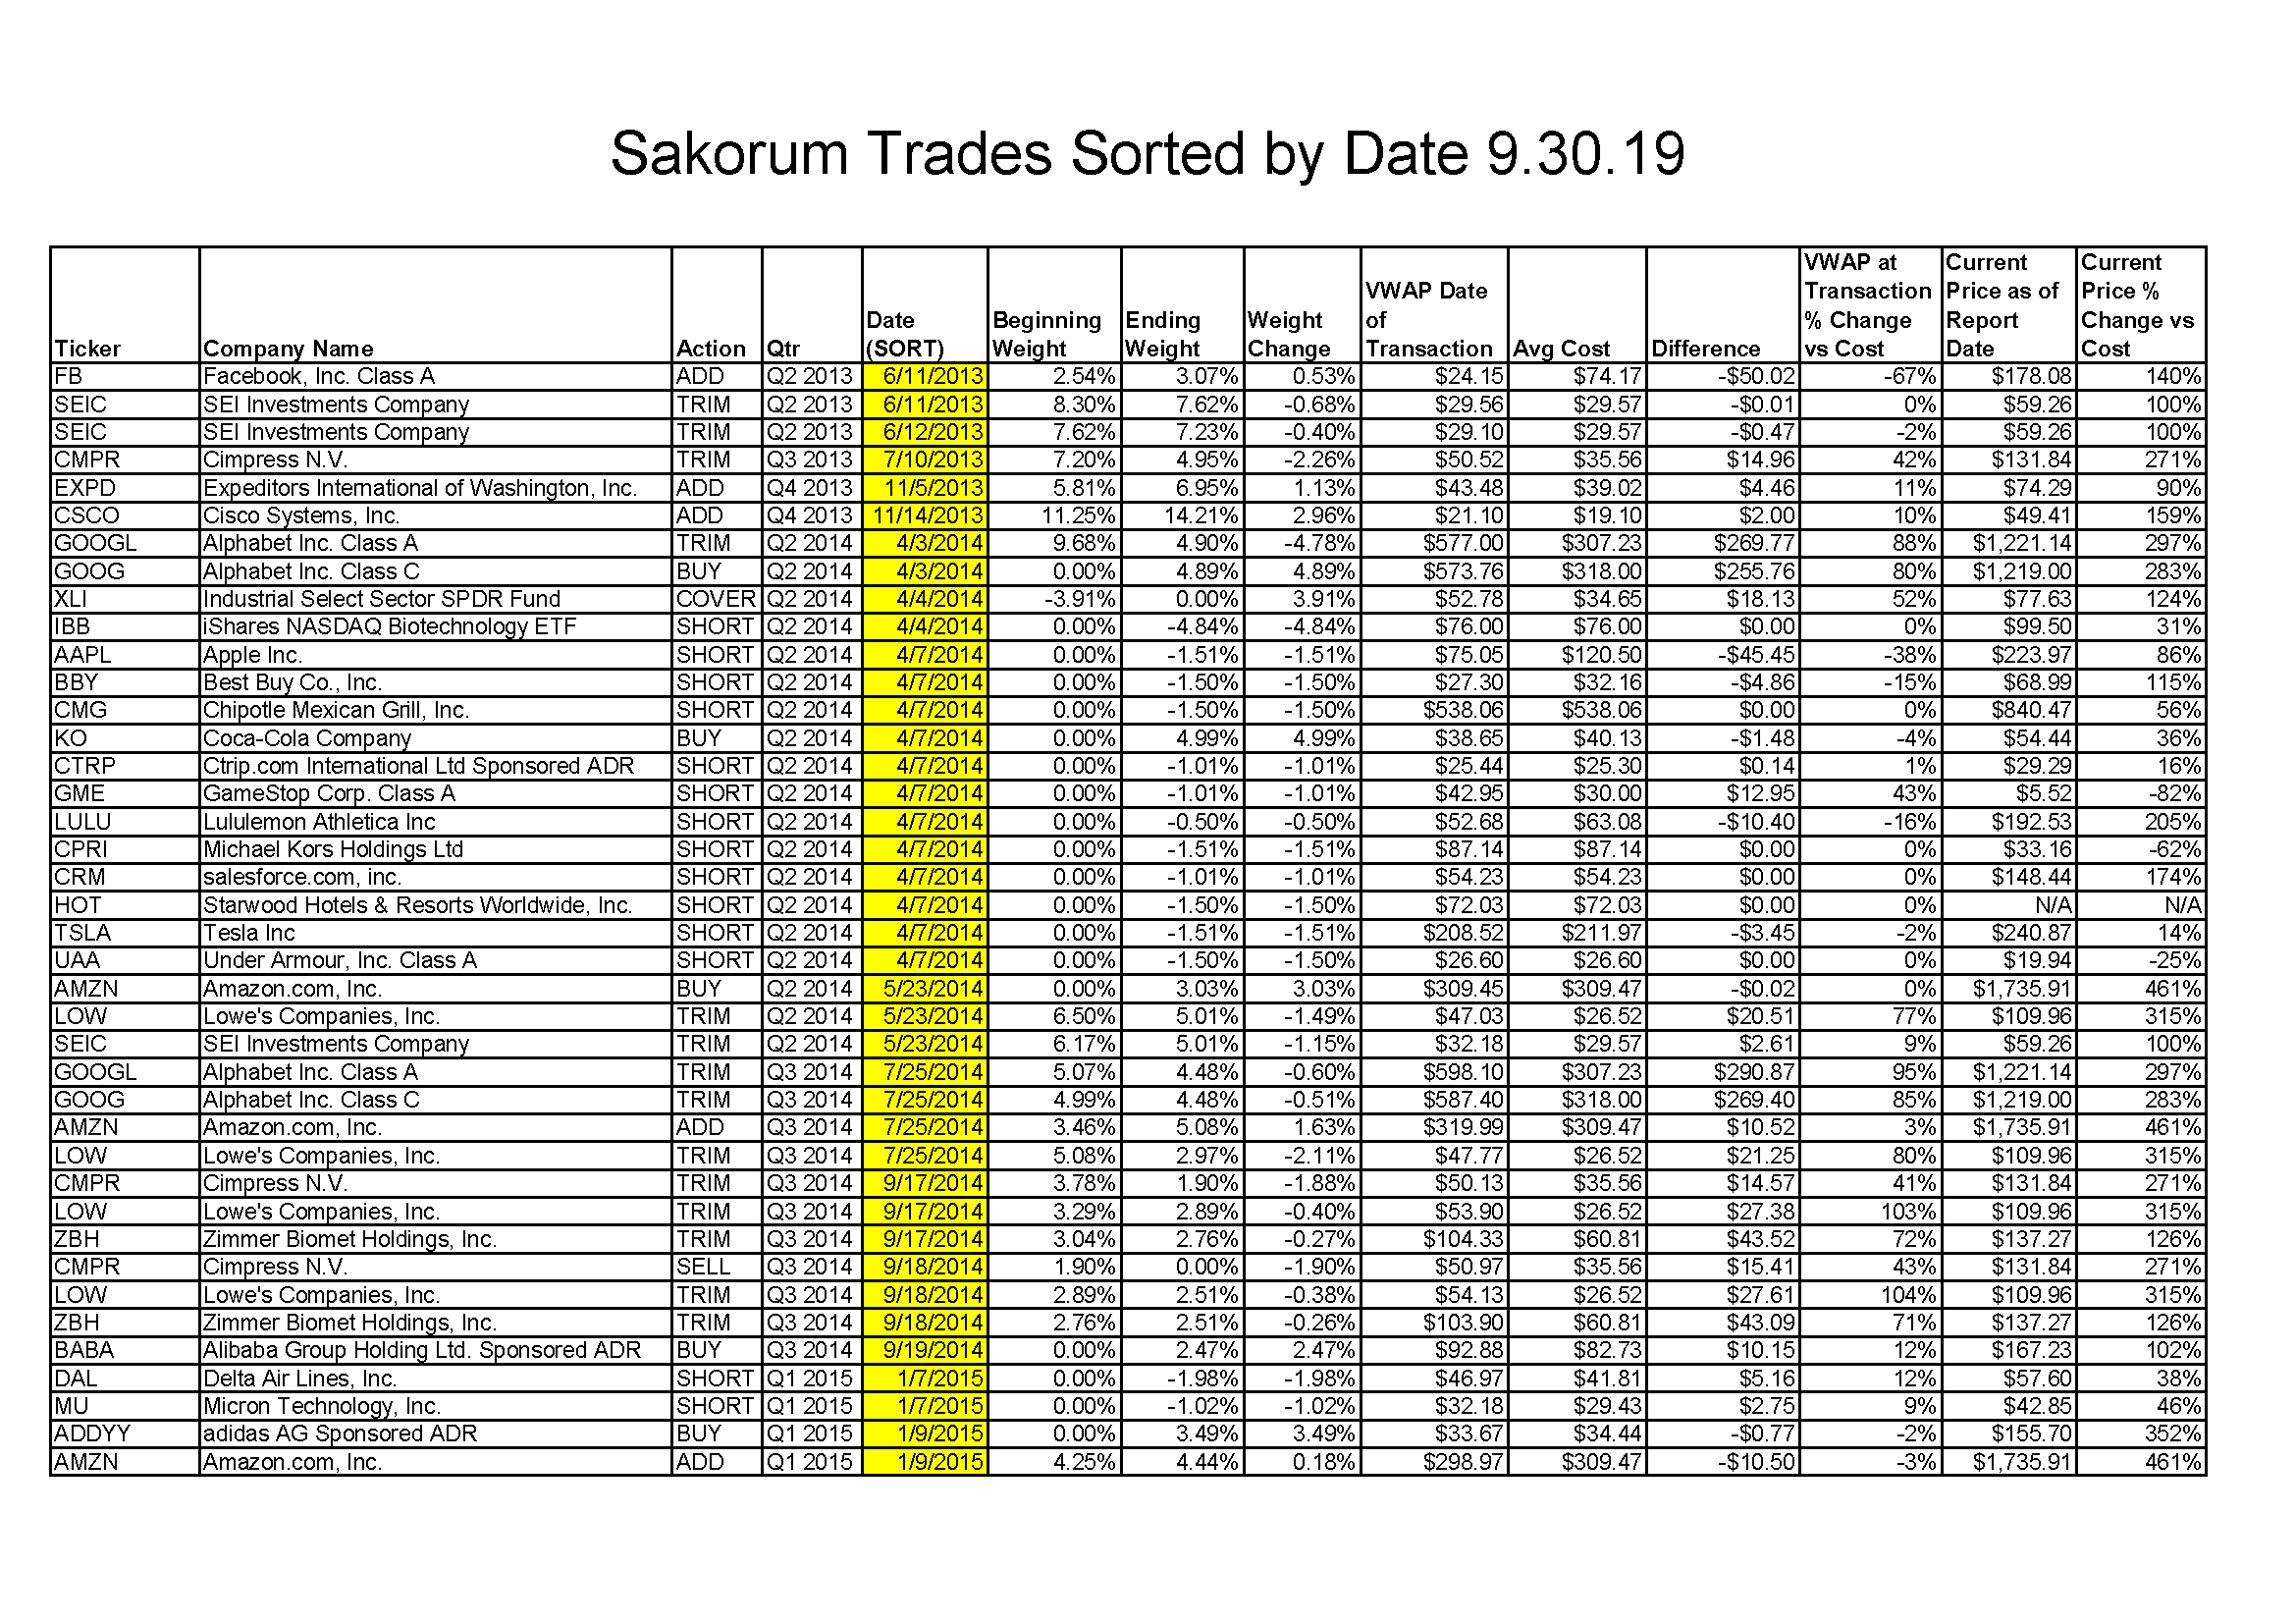 Sakorum Trades Sorted by Date 9.30.19
Ticker Company Name Action Qtr Date (SORT) Beginning Weight Ending Weight Weight Change VWAP Date of Transaction Avg Cost Difference VWAP at Transaction % Change vs Cost Current Price as of Report Date Current Price % Change vs Cost
FB Facebook, Inc. Class A ADD Q2 2013 6/11/2013 2.54% 3.07% 0.53% $24.15 $74.17 -$50.02 -67% $178.08 140%
SEIC SEI Investments Company TRIM Q2 2013 6/11/2013 8.30% 7.62% -0.68% $29.56 $29.57 -$0.01 0% $59.26 100%
SEIC SEI Investments Company TRIM Q2 2013 6/12/2013 7.62% 7.23% -0.40% $29.10 $29.57 -$0.47 -2% $59.26 100%
CMPR Cimpress N.V. TRIM Q3 2013 7/10/2013 7.20% 4.95% -2.26% $50.52 $35.56 $14.96 42% $131.84 271%
EXPD Expeditors International of Washington, Inc. ADD Q4 2013 11/5/2013 5.81% 6.95% 1.13% $43.48 $39.02 $4.46 11% $74.29 90%
CSCO Cisco Systems, Inc. ADD Q4 2013 11/14/2013 11.25% 14.21% 2.96% $21.10 $19.10 $2.00 10% $49.41 159%
GOOGL Alphabet Inc. Class A TRIM Q2 2014 4/3/2014 9.68% 4.90% -4.78% $577.00 $307.23 $269.77 88% $1,221.14 297%
GOOG Alphabet Inc. Class C BUY Q2 2014 4/3/2014 0.00% 4.89% 4.89% $573.76 $318.00 $255.76 80% $1,219.00 283%
XLI Industrial Select Sector SPDR Fund COVER Q2 2014 4/4/2014 -3.91% 0.00% 3.91% $52.78 $34.65 $18.13 52% $77.63 124%
IBB iShares NASDAQ Biotechnology ETF SHORT Q2 2014 4/4/2014 0.00% -4.84% -4.84% $76.00 $76.00 $0.00 0% $99.50 31%
AAPL Apple Inc. SHORT Q2 2014 4/7/2014 0.00% -1.51% -1.51% $75.05 $120.50 -$45.45 -38% $223.97 86%
BBY Best Buy Co., Inc. SHORT Q2 2014 4/7/2014 0.00% -1.50% -1.50% $27.30 $32.16 -$4.86 -15% $68.99 115%
CMG Chipotle Mexican Grill, Inc. SHORT Q2 2014 4/7/2014 0.00% -1.50% -1.50% $538.06 $538.06 $0.00 0% $840.47 56%
KO Coca-Cola Company BUY Q2 2014 4/7/2014 0.00% 4.99% 4.99% $38.65 $40.13 -$1.48 -4% $54.44 36%
CTRP Ctrip.com International Ltd Sponsored ADR SHORT Q2 2014 4/7/2014 0.00% -1.01% -1.01% $25.44 $25.30 $0.14 1% $29.29 16%
GME GameStop Corp. Class A SHORT Q2 2014 4/7/2014 0.00% -1.01% -1.01% $42.95 $30.00 $12.95 43% $5.52 -82%
LULU Lululemon Athletica Inc SHORT Q2 2014 4/7/2014 0.00% -0.50% -0.50% $52.68 $63.08 -$10.40 -16% $192.53 205%
CPRI Michael Kors Holdings Ltd SHORT Q2 2014 4/7/2014 0.00% -1.51% -1.51% $87.14 $87.14 $0.00 0% $33.16 -62%
CRM salesforce.com, inc. SHORT Q2 2014 4/7/2014 0.00% -1.01% -1.01% $54.23 $54.23 $0.00 0% $148.44 174%
HOT Starwood Hotels & Resorts Worldwide, Inc. SHORT Q2 2014 4/7/2014 0.00% -1.50% -1.50% $72.03 $72.03 $0.00 0% N/A N/A
TSLA Tesla Inc SHORT Q2 2014 4/7/2014 0.00% -1.51% -1.51% $208.52 $211.97 -$3.45 -2% $240.87 14%
UAA Under Armour, Inc. Class A SHORT Q2 2014 4/7/2014 0.00% -1.50% -1.50% $26.60 $26.60 $0.00 0% $19.94 -25%
AMZN Amazon.com, Inc. BUY Q2 2014 5/23/2014 0.00% 3.03% 3.03% $309.45 $309.47 -$0.02 0% $1,735.91 461%
LOW Lowe's Companies, Inc. TRIM Q2 2014 5/23/2014 6.50% 5.01% -1.49% $47.03 $26.52 $20.51 77% $109.96 315%
SEIC SEI Investments Company TRIM Q2 2014 5/23/2014 6.17% 5.01% -1.15% $32.18 $29.57 $2.61 9% $59.26 100%
GOOGL Alphabet Inc. Class A TRIM Q3 2014 7/25/2014 5.07% 4.48% -0.60% $598.10 $307.23 $290.87 95% $1,221.14 297%
GOOG Alphabet Inc. Class C TRIM Q3 2014 7/25/2014 4.99% 4.48% -0.51% $587.40 $318.00 $269.40 85% $1,219.00 283%
AMZN Amazon.com, Inc. ADD Q3 2014 7/25/2014 3.46% 5.08% 1.63% $319.99 $309.47 $10.52 3% $1,735.91 461%
LOW Lowe's Companies, Inc. TRIM Q3 2014 7/25/2014 5.08% 2.97% -2.11% $47.77 $26.52 $21.25 80% $109.96 315%
CMPR Cimpress N.V. TRIM Q3 2014 9/17/2014 3.78% 1.90% -1.88% $50.13 $35.56 $14.57 41% $131.84 271%
LOW Lowe's Companies, Inc. TRIM Q3 2014 9/17/2014 3.29% 2.89% -0.40% $53.90 $26.52 $27.38 103% $109.96 315%
ZBH Zimmer Biomet Holdings, Inc. TRIM Q3 2014 9/17/2014 3.04% 2.76% -0.27% $104.33 $60.81 $43.52 72% $137.27 126%
CMPR Cimpress N.V. SELL Q3 2014 9/18/2014 1.90% 0.00% -1.90% $50.97 $35.56 $15.41 43% $131.84 271%
LOW Lowe's Companies, Inc. TRIM Q3 2014 9/18/2014 2.89% 2.51% -0.38% $54.13 $26.52 $27.61 104% $109.96 315%
ZBH Zimmer Biomet Holdings, Inc. TRIM Q3 2014 9/18/2014 2.76% 2.51% -0.26% $103.90 $60.81 $43.09 71% $137.27 126%
BABA Alibaba Group Holding Ltd. Sponsored ADR BUY Q3 2014 9/19/2014 0.00% 2.47% 2.47% $92.88 $82.73 $10.15 12% $167.23 102%
DAL Delta Air Lines, Inc. SHORT Q1 2015 1/7/2015 0.00% -1.98% -1.98% $46.97 $41.81 $5.16 12% $57.60 38%
MU Micron Technology, Inc. SHORT Q1 2015 1/7/2015 0.00% -1.02% -1.02% $32.18 $29.43 $2.75 9% $42.85 46%
ADDYY adidas AG Sponsored ADR BUY Q1 2015 1/9/2015 0.00% 3.49% 3.49% $33.67 $34.44 -$0.77 -2% $155.70 352%
AMZN Amazon.com, Inc. ADD Q1 2015 1/9/2015 4.25% 4.44% 0.18% $298.97 $309.47 -$10.50 -3% $1,735.91 461%